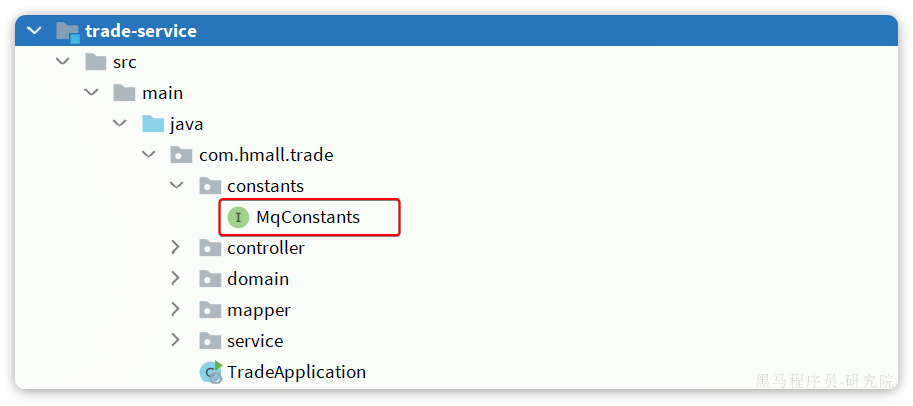 trade-service
src
main
java
com.hmall.trade
constants
I MqConstants
controller
domain
mapper
service
C TradeApplication
黑马程序员-研究院